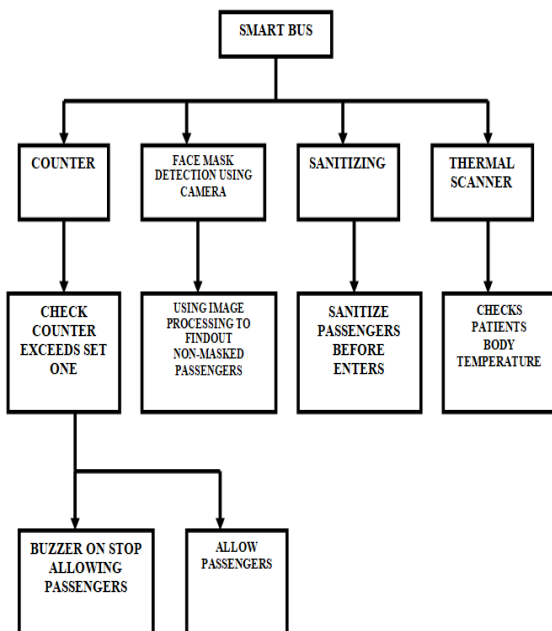 SMART BUS
COUNTER
FACE MASK
DETECTION USING
CAMERA
SANITIZING
THERMAL
SCANNER
CHECK
COUNTER
EXCEEDS SET
ONE
USING IMAGE
PROCESSING TO
FINDOUT
NON-MASKED
PASSENGERS
SANITIZE
PASSENGERS
BEFORE
ENTERS
CHECKS
PATIENTS
BODY
TEMPERATURE
BUZZER ON STOP
ALLOWING
PASSENGERS
ALLOW
PASSENGERS